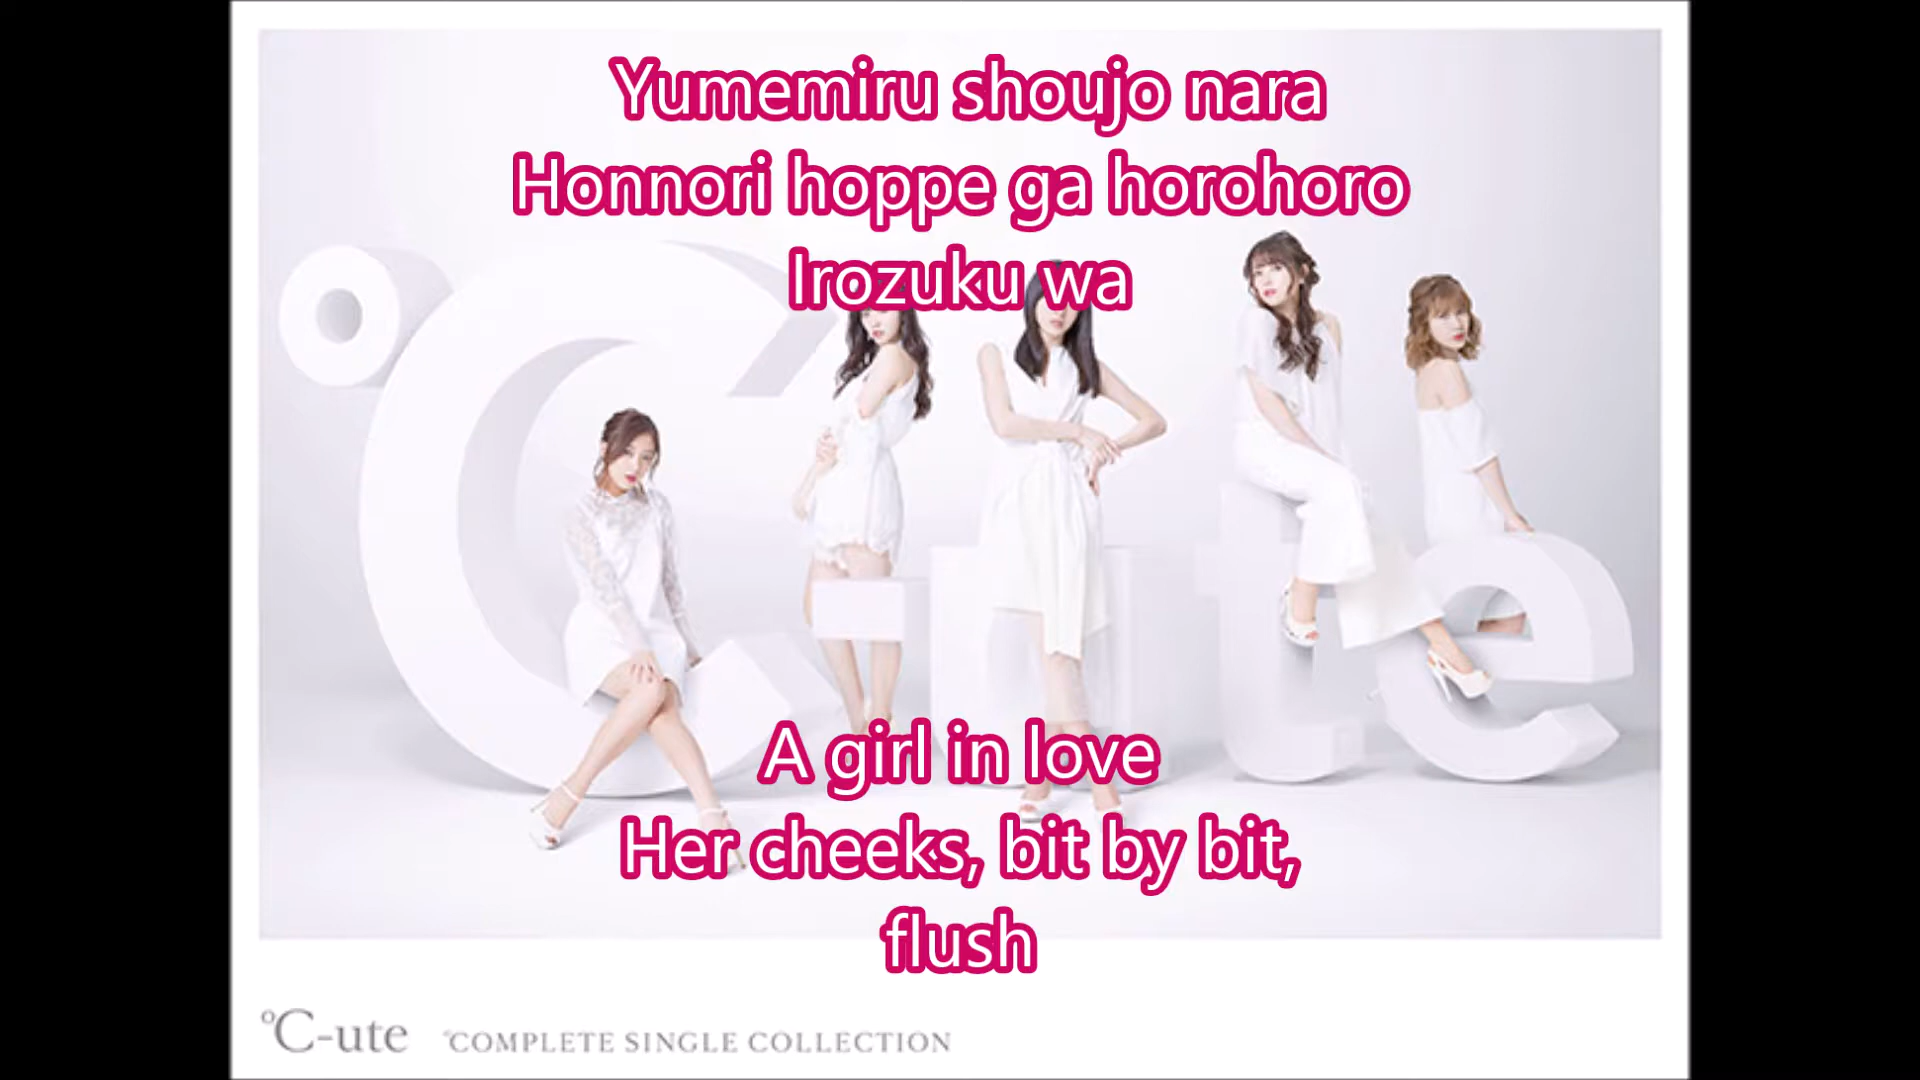 Yumemiru shoujo nara
Honnori hoppe ga horohoro
Irozuku wa
°C-ute
A girl in love
Her cheeks, bit by bit,
flush
°C-ute °COMPLETE SINGLE COLLECTION